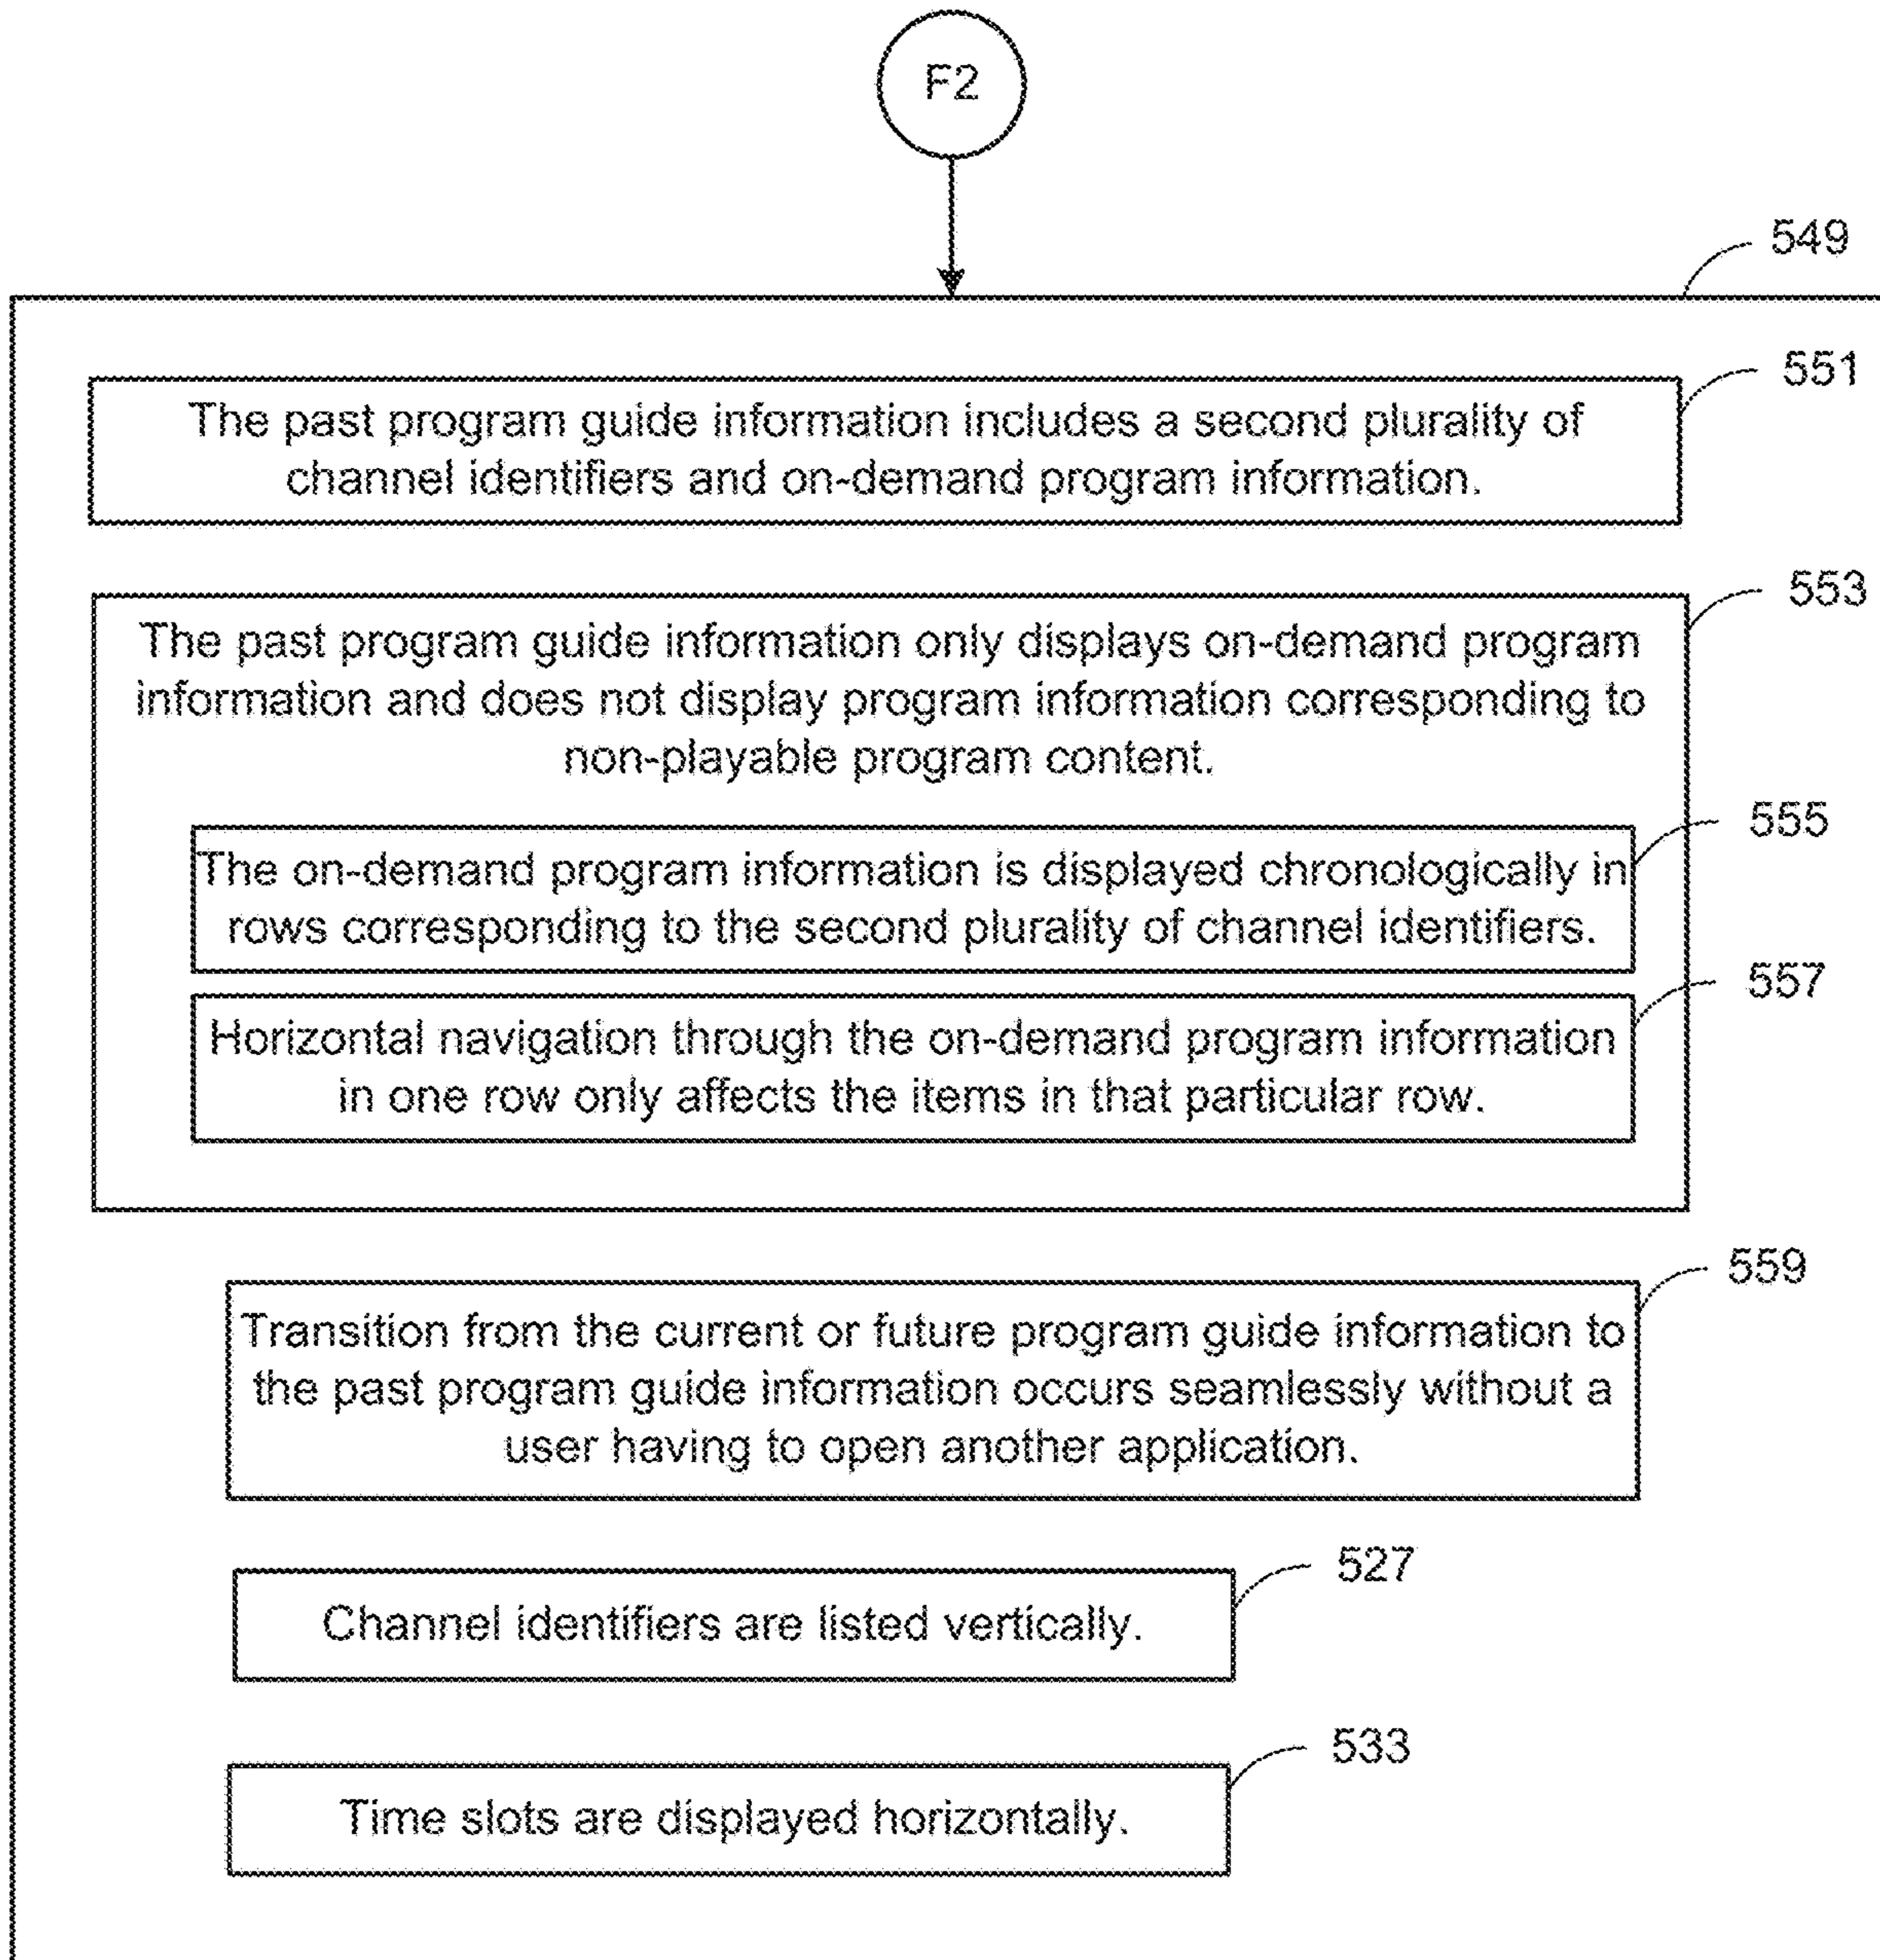 F2
549
551
The past program guide information includes a second plurality of
channel identifiers and on-demand program information.
553
The past program guide information only displays on-demand program
information and does not display program information corresponding to
non-playable program content.
555
The on-demand program information is displayed chronologically in
rows corresponding to the second plurality of channel identifiers.
557
Horizontal navigation through the on-demand program information
in one row only affects the items in that particular row.
559
Transition from the current or future program guide information to
the past program guide information occurs seamlessly without a
user having to open another application.
527
Channel identifiers are listed vertically.
533
Time slots are displayed horizontally.